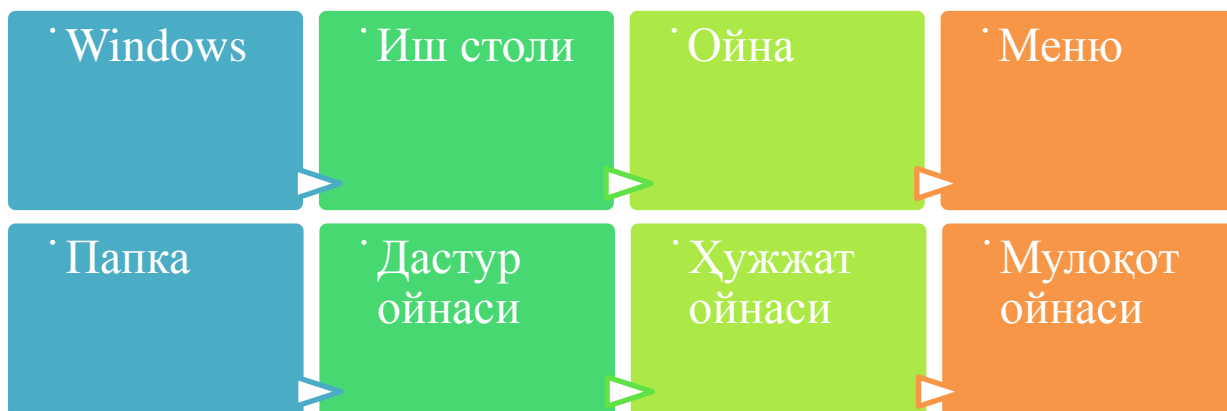 · Windows
· Иш столи
· Ойна
· Меню
· Папка
· Дастур
ойнаси
· Ҳужжат
ойнаси
· Мулоқот
ойнаси